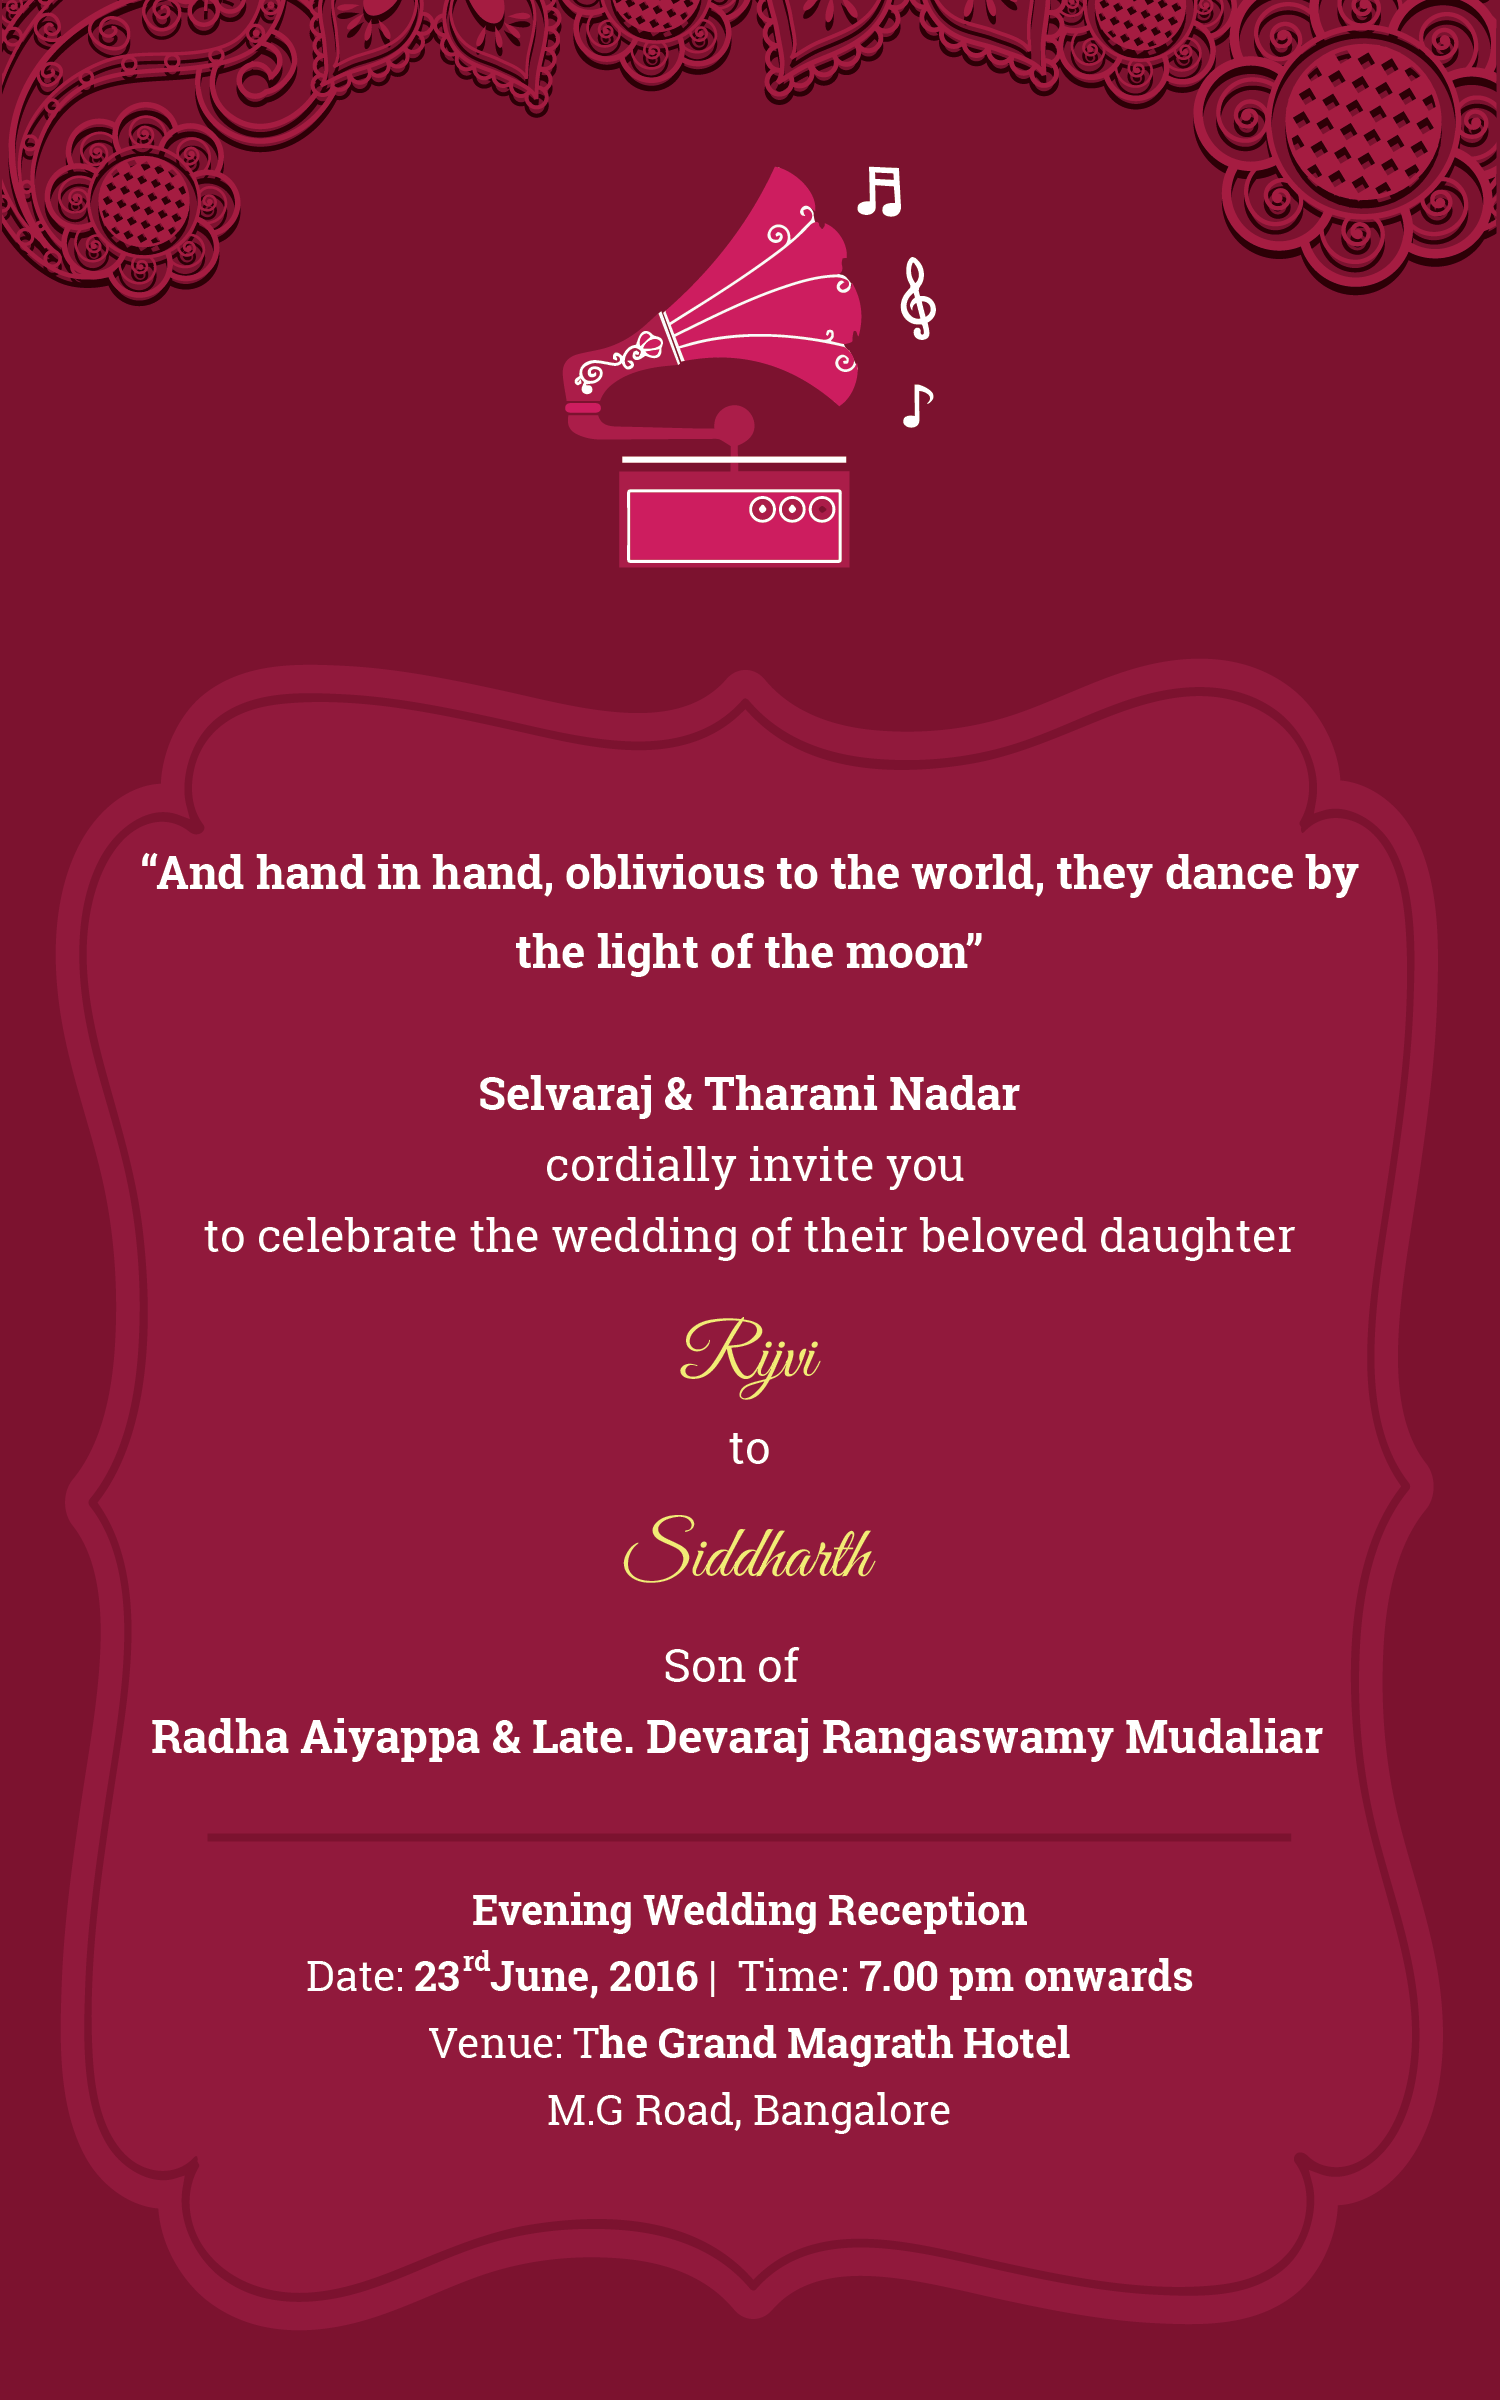 “And hand in hand, oblivious to the world, they dance by
the light of the moon”
Selvaraj & Tharani Nadar
cordially invite you
to celebrate the wedding of their beloved daughter
Rijvi
to
Siddharth
Son of
Radha Aiyappa & Late. Devaraj Rangaswamy Mudaliar
Evening Wedding Reception
Date: 23rd June, 2016 | Time: 7.00 pm onwards
Venue: The Grand Magrath Hotel
M.G Road, Bangalore